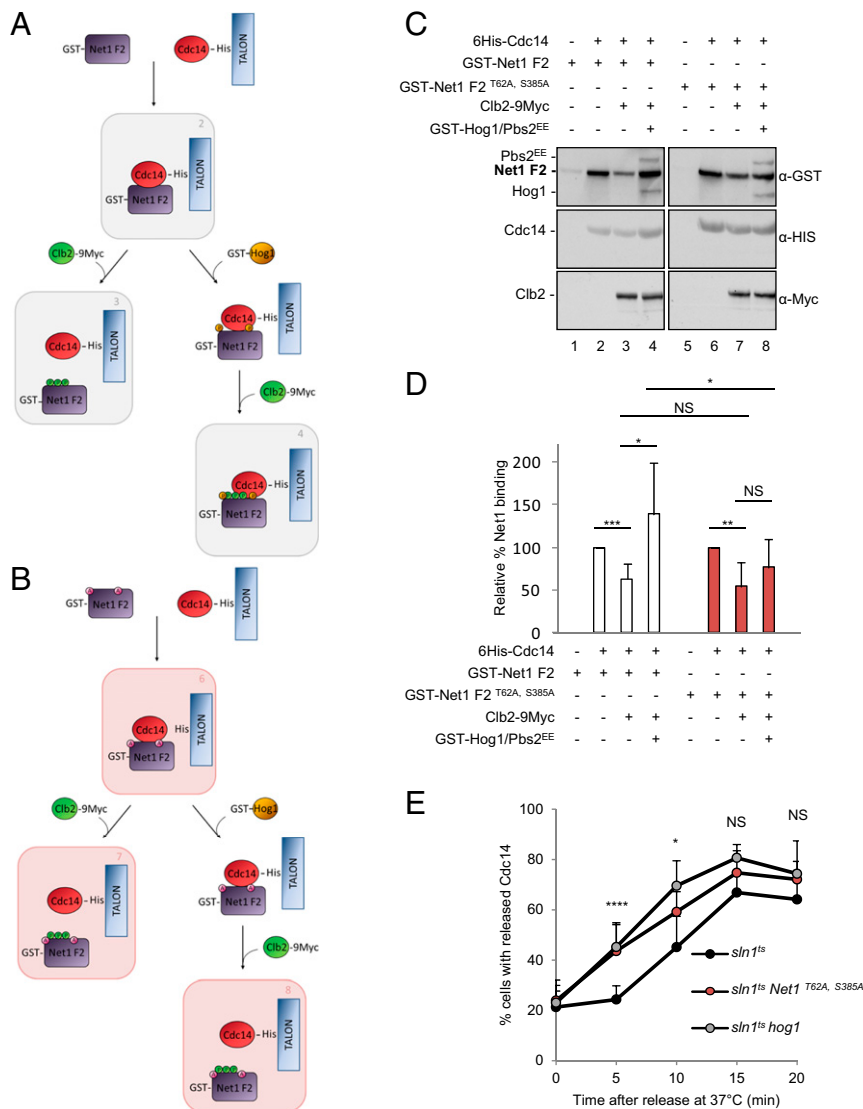 A
GST-
Net1 F2
Cdc14
-His
TALON
2
Cdc14
-His
TALON
GST-
Net1 F2
Clb2
-9Myc
GST-
Hog1
3
Cdc14
-His
TALON
P P P
GST-
Net1 F2
Cdc14
-His
TALON
P P
GST-
Net1 F2
Clb2
-9Myc
4
Cdc14
-His
TALON
P P P P P
GST-
Net1 F2
B
A A
GST-
Net1 F2
Cdc14
-His
TALON
6
Cdc14
His
TALON
A A
GST-
Net1 F2
Clb2
-9Myc
GST-
Hog1
7
Cdc14
-His
TALON
A P P P A
GST-
Net1 F2
Cdc14
-His
TALON
A A
GST-
Net1 F2
Clb2
-9Myc
8
Cdc14
-His
TALON
A P P P A
GST-
Net1 F2
C
6His-Cdc14 - + + + - + + +
GST-Net1 F2 + + + +
GST-Net1 F2 T62A, S385A + + + +
Clb2-9Myc - - + + - - + +
GST-Hog1/Pbs2EE - - - + - - - +
Pbs2EE
Net1 F2
Hog1
α-GST
Cdc14
α-HIS
Clb2
α-Myc
1 2 3 4 5 6 7 8
D
*
NS
*
NS
***
**
Relative % Net1 binding
200
150
100
50
0
6His-Cdc14 - + + + - + + +
GST-Net1 F2 + + + +
GST-Net1 F2 T62A, S385A + + + +
Clb2-9Myc - - + + - - + +
GST-Hog1/Pbs2EE - - - + - - - +
E
% cells with released Cdc14
100
80
60
40
20
0
****
*
NS
NS
sln1ts
sln1ts Net1 T62A, S385A
sln1ts hog1
0 5 10 15 20
Time after release at 37°C (min)